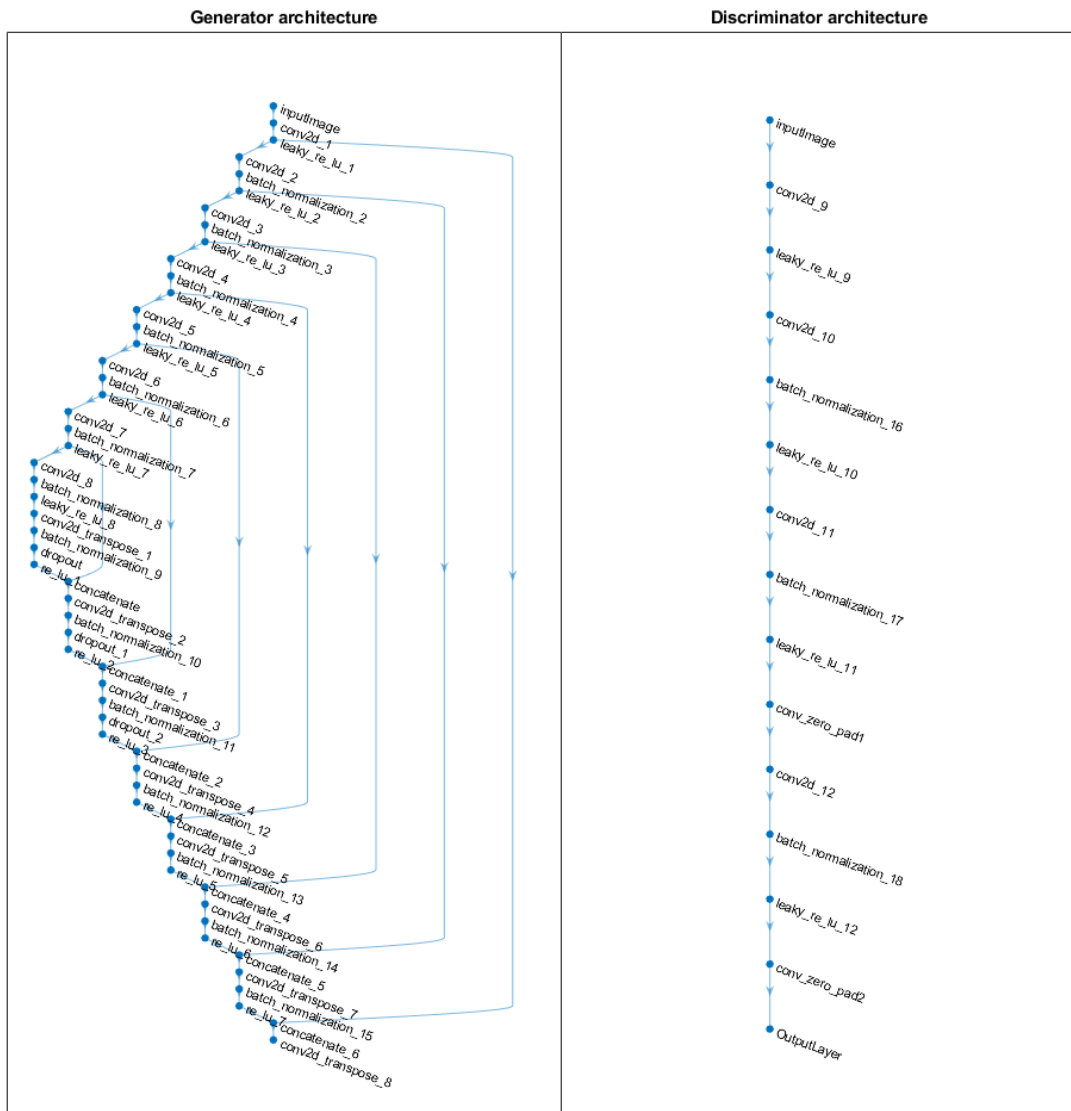 Generator architecture
inputImage
conv2d_1
leaky_re_lu_1
conv2d_2
batch_normalization_2
leaky_re_lu_2
conv2d_3
batch_normalization_3
leaky_re_lu_3
conv2d_4
batch_normalization_4
leaky_re_lu_4
conv2d_5
batch_normalization_5
leaky_re_lu_5
conv2d_6
batch_normalization_6
leaky_re_lu_6
conv2d_7
batch_normalization_7
leaky_re_lu_7
conv2d_8
batch_normalization_8
leaky_re_lu_8
conv2d_transpose_1
batch_normalization_9
dropout
re_lu_1
concatenate
conv2d_transpose_2
batch_normalization_10
dropout_1
re_lu_2
concatenate_1
conv2d_transpose_3
batch_normalization_11
dropout_2
re_lu_3
concatenate_2
conv2d_transpose_4
batch_normalization_12
re_lu_4
concatenate_3
conv2d_transpose_5
batch_normalization_13
re_lu_5
concatenate_4
conv2d_transpose_6
batch_normalization_14
re_lu_6
concatenate_5
conv2d_transpose_7
batch_normalization_15
re_lu_7
concatenate_6
conv2d_transpose_8
Discriminator architecture
inputImage
conv2d_9
leaky_re_lu_9
conv2d_10
batch_normalization_16
leaky_re_lu_10
conv2d_11
batch_normalization_17
leaky_re_lu_11
conv_zero_pad1
conv2d_12
batch_normalization_18
leaky_re_lu_12
conv_zero_pad2
OutputLayer